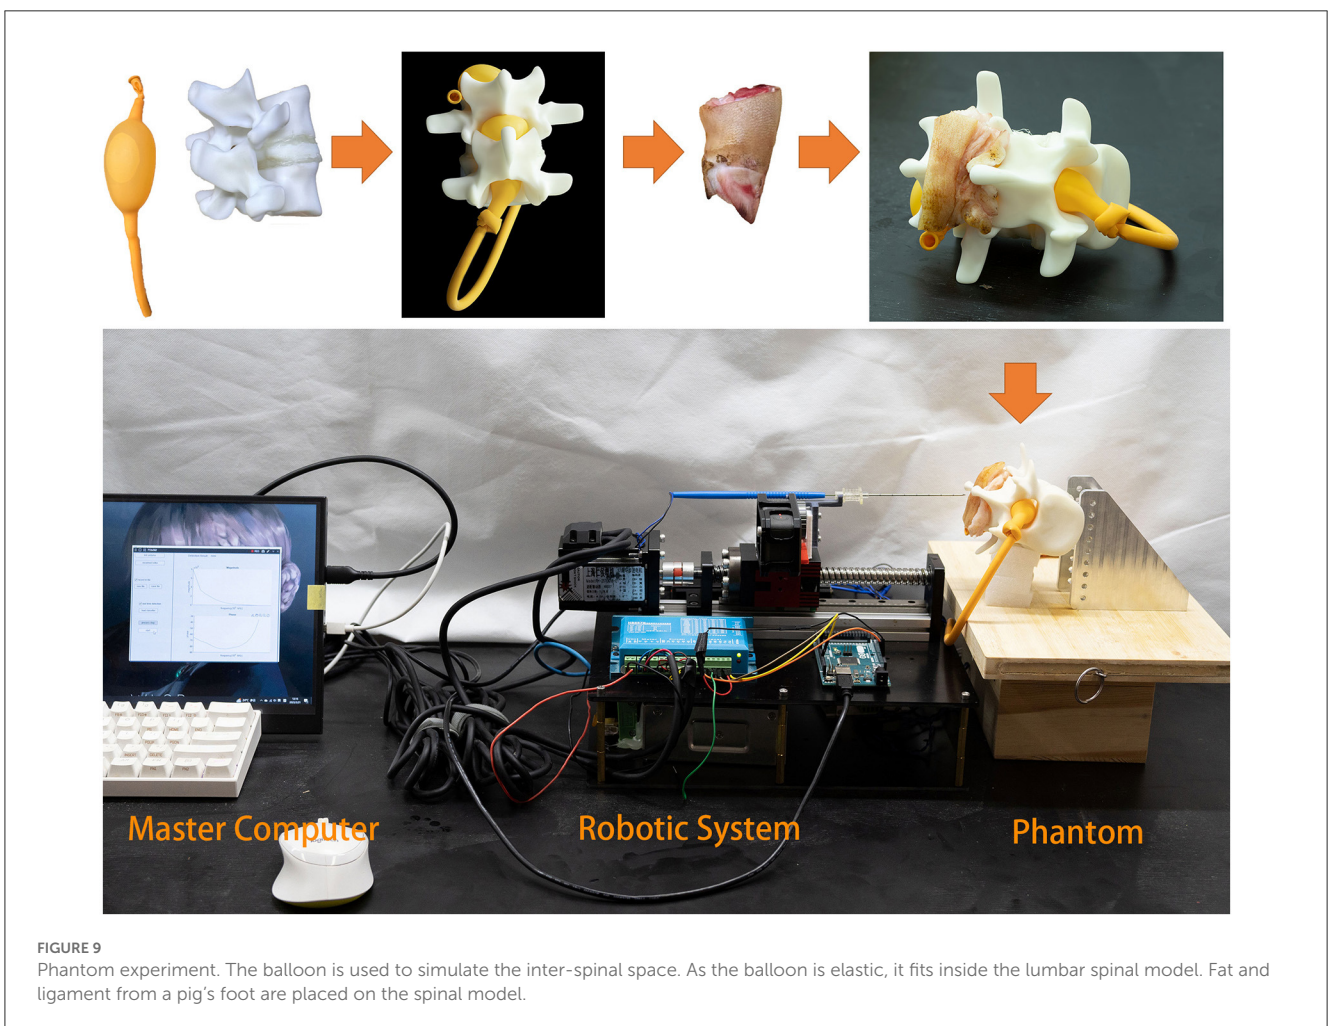 Master Computer
Robotic System
Phantom
FIGURE 9
Phantom experiment. The balloon is used to simulate the inter-spinal space. As the balloon is elastic, it fits inside the lumbar spinal model. Fat and
ligament from a pig's foot are placed on the spinal model.